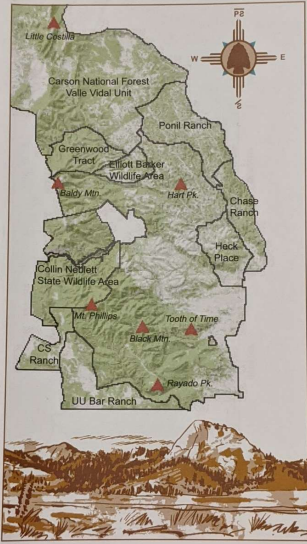 Little Costilla
Carson National Forest
Valle Vidal Unit
W
E
Ponil Ranch
Greenwood
Tract
Elliott Barker
Wildlife Area
Baldy Mtn.
Hart Pk.
Chase
Ranch
Heck
Place
Collin Neblett
State Wildlife Area
Mt. Phillips
Tooth of Time
Black Mtn.
CS
Ranch
Rayado Pk.
UU Bar Ranch